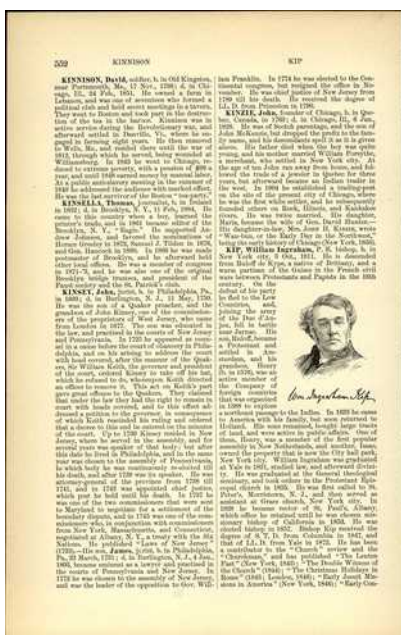 552
KINNISON
KIP
KINNISON, David, soldier, b. in Old Kingston,
near Portsmouth, Me., 17 Nov., 1736; d. in Chi-
cago, Ill., 24 Feb., 1851. He owned a farm in
Lebanon, and was one of seventeen who formed a
political club and held secret meetings in a tavern.
They went to Boston and took part in the destruc-
tion of the tea in the harbor. Kinnison was in
active service during the Revolutionary war, and
afterward settled in Danville, Vt., where he en-
gaged in farming eight years. He then removed
to Wells, Me., and resided there until the war of
1812, through which he served, being wounded at
Williamsburg. In 1845 he went to Chicago, re-
duced to extreme poverty, with a pension of $96 a
year, and until 1848 earned money by manual labor.
At a public anti-slavery meeting in the summer of
1848 he addressed the audience with marked effect.
He was the last survivor of the Boston "tea-party."
KINSELLA, Thomas, journalist, b. in Ireland
in 1832; d. in Brooklyn, N. Y., 11 Feb., 1884. He
came to this country when a boy, learned the
printer's trade, and in 1861 became editor of the
Brooklyn, N. Y., "Eagle." He supported An-
drew Johnson, and favored the nominations of
Horace Greeley in 1872, Samuel J. Tilden in 1876,
and Gen. Hancock in 1880. In 1866 he was made
postmaster of Brooklyn, and he afterward held
other local offices. He was a member of congress
in 1871-'3, and he was also one of the original
Brooklyn bridge trustees, and president of the
Faust society and the St. Patrick's club.
KINSEY, John, jurist, b. in Philadelphia, Pa.,
in 1693; d. in Burlington, N. J., 11 May, 1750.
He was the son of a Quaker preacher, and the
grandson of John Kinsey, one of the commission-
ers of the proprietors of West Jersey, who came
from London in 1677. The son was educated in
the law, and practised in the courts of New Jersey
and Pennsylvania. In 1725 he appeared as coun-
sel in a cause before the court of chancery in Phila-
delphia, and on his arising to address the court
with head covered, after the manner of the Quak-
ers, Sir William Keith, the governor and president
of the court, ordered Kinsey to take off his hat,
which he refused to do, whereupon Keith directed
an officer to remove it. This act on Keith's part
gave great offence to the Quakers. They claimed
that under the law they had the right to remain in
court with heads covered, and to this effect ad-
dressed a petition to the governor, in consequence
of which Keith rescinded his ruling and ordered
that a decree to this end be entered in the minutes
of the court. Up to 1730 Kinsey resided in New
Jersey, where he served in the assembly, and for
several years was speaker of that body; but after
this date he lived in Philadelphia, and in the same
year was chosen to the assembly of Pennsylvania,
to which body he was continuously re-elected till
his death, and after 1739 was its speaker. He was
attorney-general of the province from 1738 till
1741, and in 1743 was appointed chief justice,
which post he held until his death. In 1737 he
was one of the two commissioners that were sent
to Maryland to negotiate for a settlement of the
boundary dispute, and in 1745 was one of the com-
missioners who, in conjunction with commissioners
from New York, Massachusetts, and Connecticut,
negotiated at Albany, N. Y., a treaty with the Six
Nations. He published "Laws of New Jersey"
(1733).—His son, James, jurist, b. in Philadelphia,
Pa., 22 March, 1731; d. in Burlington, N. J., 4 Jan.,
1803, became eminent as a lawyer and practised in
the courts of Pennsylvania and New Jersey. In
1772 he was chosen to the assembly of New Jersey,
and was the leader of the opposition to Gov. Will-
iam Franklin. In 1774 he was elected to the Con-
tinental congress, but resigned the office in No-
vember. He was chief justice of New Jersey from
1789 till his death. He received the degree of
LL. D. from Princeton in 1790.
KINZIE, John, founder of Chicago, b. in Que-
bec, Canada, in 1763; d. in Chicago, Ill., 6 Jan.,
1828. He was of Scotch parentage, and the son of
John McKenzie, but dropped the prefix to the fam-
ily name, and his descendants spell it as it is given
above. His father died when the boy was quite
young, and his mother married William Forsythe,
a merchant, who settled in New York city. At
the age of ten John ran away from home, and fol-
lowed the trade of a jeweler in Quebec for three
years, but afterward became an Indian trader in
the west. In 1804 he established a trading-post
on the site of the present city of Chicago, where
he was the first white settler, and he subsequently
founded others on Rock, Illinois, and Kankakee
rivers. He was twice married. His daughter,
Maria, became the wife of Gen. David Hunter.—
His daughter-in-law, Mrs. John H. Kinzie, wrote
"Wau-bun, or the Early Day in the Northwest,"
being the early history of Chicago (New York, 1856).
KIP, William Ingraham, P. E. bishop, b. in
New York city, 3 Oct., 1811. He is descended
from Ruloff de Kype, a native of Brittany, and a
warm partisan of the Guises in the French civil
wars between Protestants and Papists in the 16th
century. On the
defeat of his party
he fled to the Low
Countries, and,
joining the army
of the Duc d'An-
jou, fell in battle
near Jarnac. His
son, Ruloff, became
a Protestant and
settled in Am-
sterdam, and his
grandson, Henry
(b. in 1576), was an
active member of
the Company of
foreign countries
that was organized
in 1588 to explore
Wm Ingraham Kip.
a northeast passage to the Indies. In 1635 he came
to America with his family, but soon returned to
Holland. His sons remained, bought large tracts
of land, and were active in public affairs. One of
them, Henry, was a member of the first popular
assembly in New Netherlands, and another, Isaac,
owned the property that is now the City hall park,
New York city. William Ingraham was graduated
at Yale in 1831, studied law, and afterward divini-
ty. He was graduated at the General theological
seminary, and took orders in the Protestant Epis-
copal church in 1835. He was first called to St.
Peter's, Morristown, N. J., and then served as
assistant at Grace church, New York city. In
1838 he became rector of St. Paul's, Albany,
which office he retained until he was chosen mis-
sionary bishop of California in 1853. He was
elected bishop in 1857. Bishop Kip received the
degree of S. T. D. from Columbia in 1847, and
that of LL. D. from Yale in 1872. He has been
a contributor to the "Church" review and the
"Churchman," and has published "The Lenten
Fast" (New York, 1843); "The Double Witness of
the Church" (1844); "The Christmas Holidays in
Rome" (1845; London, 1846); "Early Jesuit Mis-
sions in America" (New York, 1846); "Early Con-